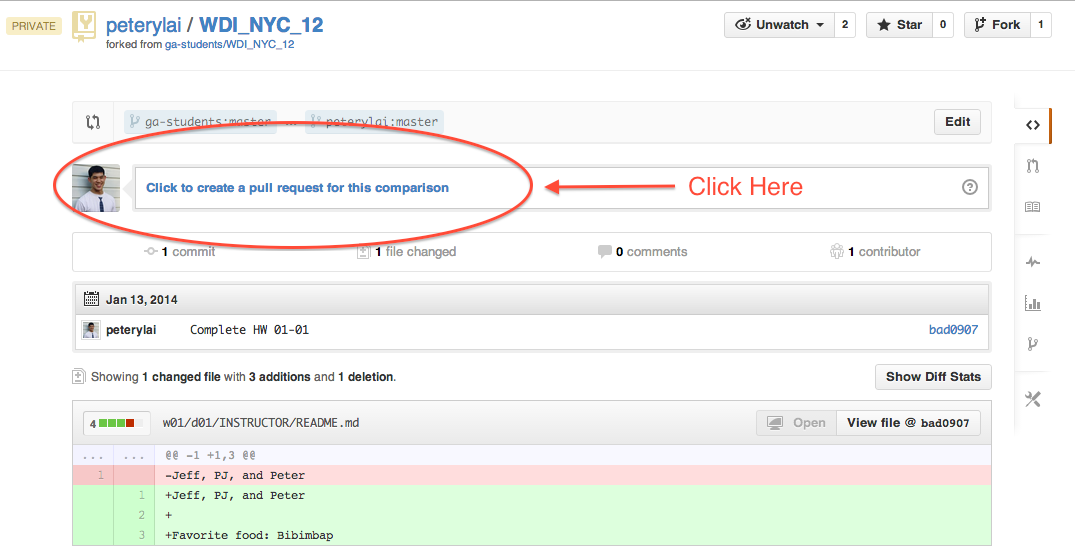 PRIVATE peterylai / WDI_NYC_12 Unwatch 2 Star 0 Fork 1
forked from ga-students/WDI_NYC_12
ga-students:master ... peterylai:master Edit
Click to create a pull request for this comparison Click Here
1 commit 1 file changed 0 comments 1 contributor
Jan 13, 2014
peterylai Complete HW 01-01 bad0907
Showing 1 changed file with 3 additions and 1 deletion. Show Diff Stats
4 w01/d01/INSTRUCTOR/README.md Open View file @ bad0907
... ... @@ -1 +1,3 @@
1 -Jeff, PJ, and Peter
1 +Jeff, PJ, and Peter
2 +
3 +Favorite food: Bibimbap